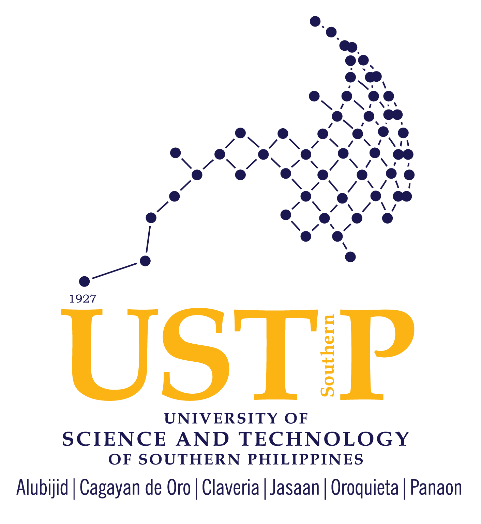 1927
USTP
Southern
UNIVERSITY OF
SCIENCE AND TECHNOLOGY
OF SOUTHERN PHILIPPINES
Alubijid | Cagayan de Oro | Claveria | Jasaan | Oroquieta | Panaon